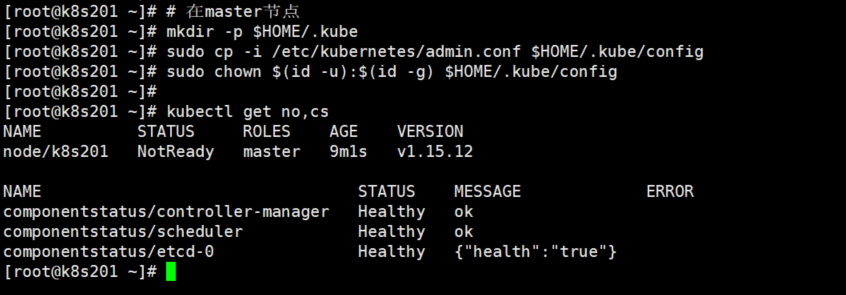 [root@k8s201 ~]# # 在master节点
[root@k8s201 ~]# mkdir -p $HOME/.kube
[root@k8s201 ~]# sudo cp -i /etc/kubernetes/admin.conf $HOME/.kube/config
[root@k8s201 ~]# sudo chown $(id -u):$(id -g) $HOME/.kube/config
[root@k8s201 ~]#
[root@k8s201 ~]# kubectl get no,cs
NAME          STATUS     ROLES    AGE    VERSION
node/k8s201   NotReady   master   9m1s   v1.15.12
NAME                                 STATUS    MESSAGE             ERROR
componentstatus/controller-manager   Healthy   ok
componentstatus/scheduler            Healthy   ok
componentstatus/etcd-0               Healthy   {"health":"true"}
[root@k8s201 ~]#